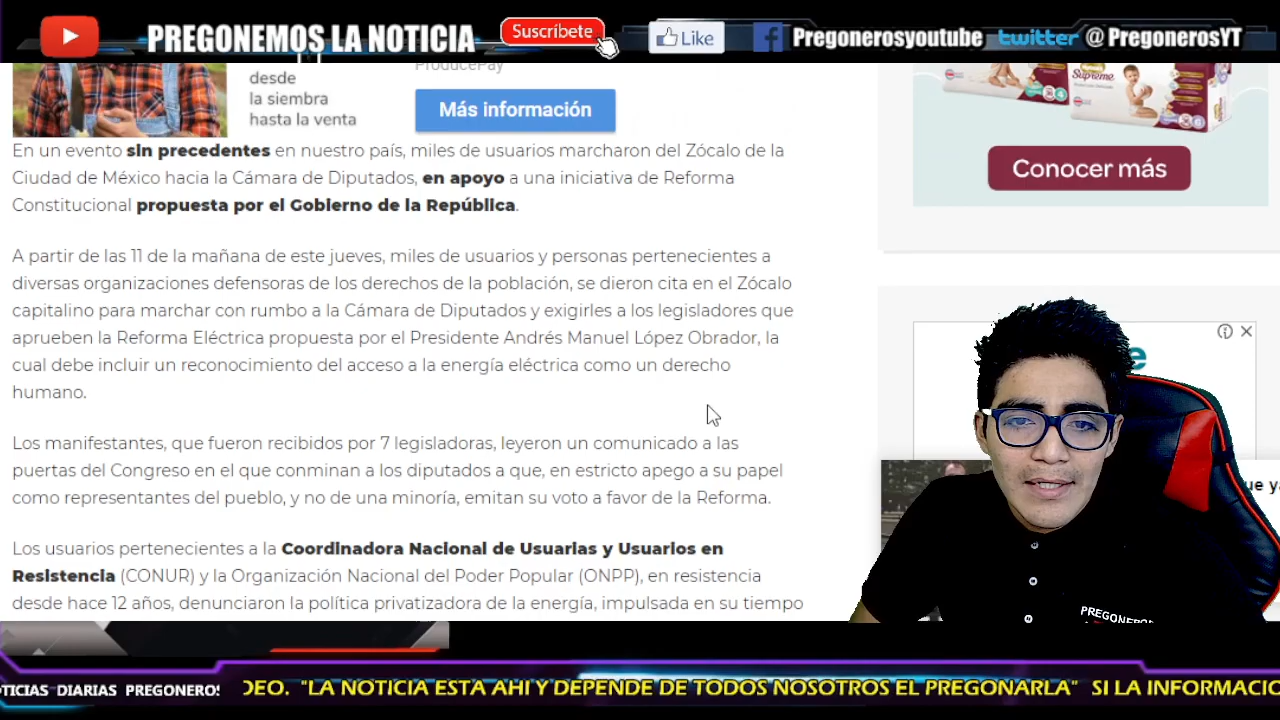 PREGONEMOS LA NOTICIA
Suscríbete
Like
Pregonerosyoutube
twitter @PregonerosYT
desde
la siembra
hasta la venta
ProducePay
Más información
Supreme
Conocer más
En un evento sin precedentes en nuestro país, miles de usuarios marcharon del Zócalo de la
Ciudad de México hacia la Cámara de Diputados, en apoyo a una iniciativa de Reforma
Constitucional propuesta por el Gobierno de la República.
A partir de las 11 de la mañana de este jueves, miles de usuarios y personas pertenecientes a
diversas organizaciones defensoras de los derechos de la población, se dieron cita en el Zócalo
capitalino para marchar con rumbo a la Cámara de Diputados y exigirles a los legisladores que
aprueben la Reforma Eléctrica propuesta por el Presidente Andrés Manuel López Obrador, la
cual debe incluir un reconocimiento del acceso a la energía eléctrica como un derecho
humano.
Los manifestantes, que fueron recibidos por 7 legisladoras, leyeron un comunicado a las
puertas del Congreso en el que conminan a los diputados a que, en estricto apego a su papel
como representantes del pueblo, y no de una minoría, emitan su voto a favor de la Reforma.
Los usuarios pertenecientes a la Coordinadora Nacional de Usuarias y Usuarios en
Resistencia (CONUR) y la Organización Nacional del Poder Popular (ONPP), en resistencia
desde hace 12 años, denunciaron la política privatizadora de la energía, impulsada en su tiempo
ue ya
PREGONEROS
OTICIAS DIARIAS PREGONEROS
DEO. "LA NOTICIA ESTA AHI Y DEPENDE DE TODOS NOSOTROS EL PREGONARLA" SI LA INFORMACIO